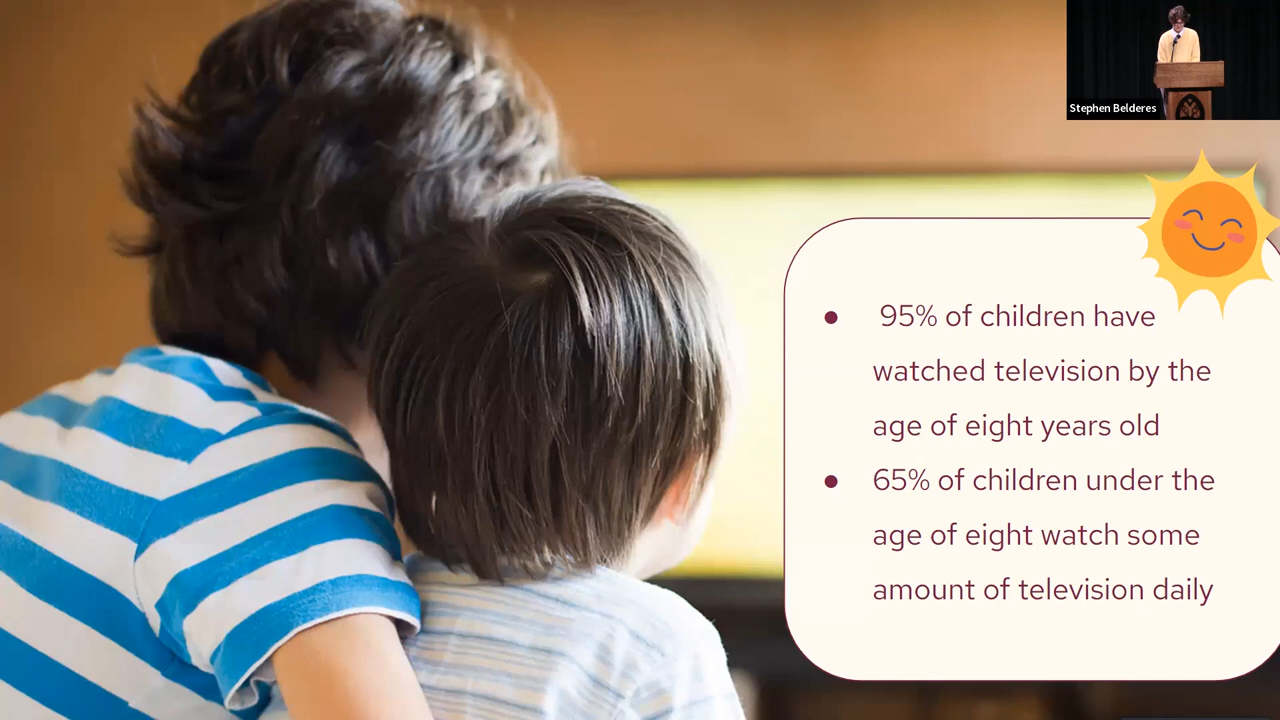 Stephen Belderes
● 95% of children have
watched television by the
age of eight years old
● 65% of children under the
age of eight watch some
amount of television daily